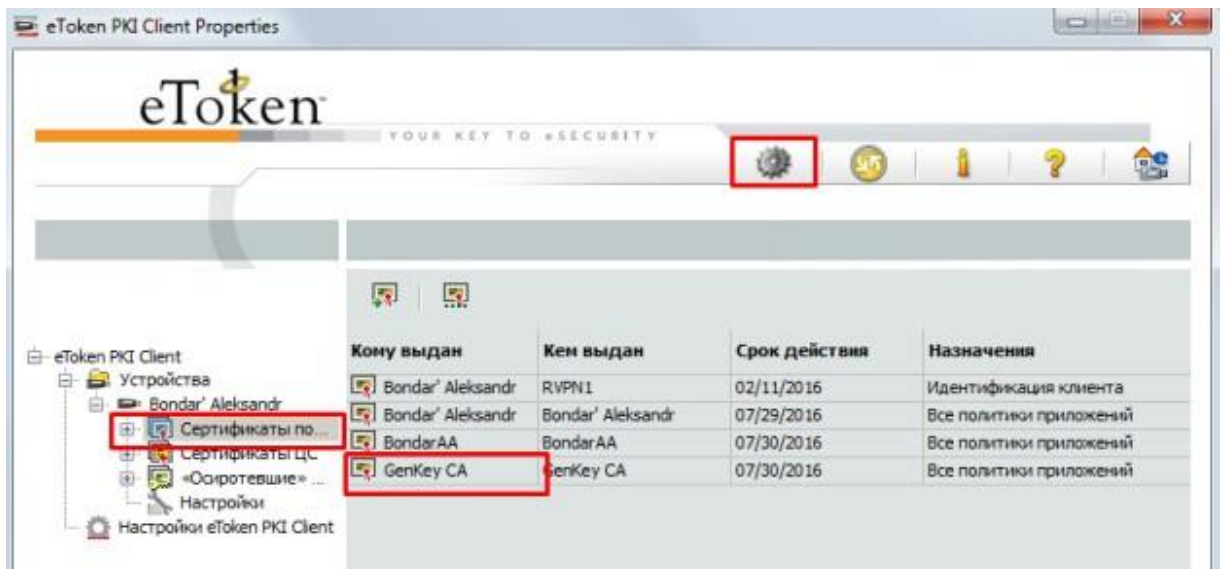 eToken PKI Client Properties
eToken
YOUR KEY TO eSECURITY
eToken PKI Client
Устройства
Bondar' Aleksandr
Сертификаты по...
Сертификаты ЦС
«Осиротевшие» ...
Настройки
Настройки eToken PKI Client
Кому выдан Кем выдан Срок действия Назначения
Bondar' Aleksandr RVPN1 02/11/2016 Идентификация клиента
Bondar' Aleksandr Bondar' Aleksandr 07/29/2016 Все политики приложений
BondarAA BondarAA 07/30/2016 Все политики приложений
GenKey CA GenKey CA 07/30/2016 Все политики приложений